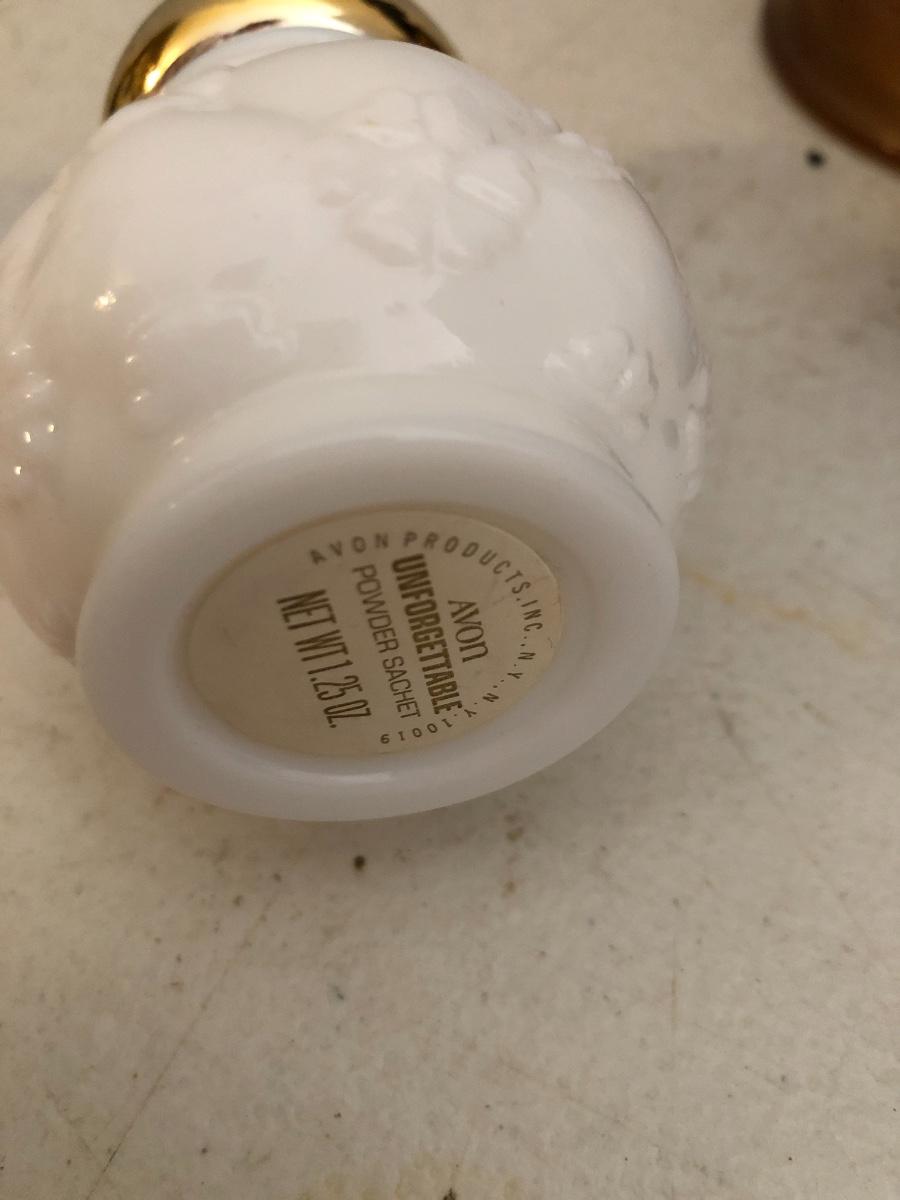 AVON PRODUCTS, INC., N.Y., N.Y. 10019
AVON
UNFORGETTABLE
POWDER SACHET
NET WT 1.25 OZ.